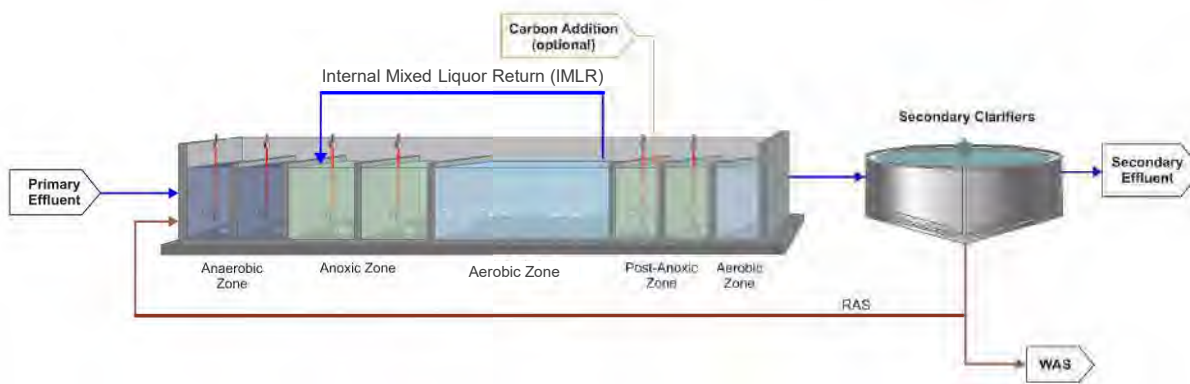 Carbon Addition
(optional)
Internal Mixed Liquor Return (IMLR)
Secondary Clarifiers
Primary
Effluent
Secondary
Effluent
Anaerobic
Zone
Anoxic Zone
Aerobic Zone
Post-Anoxic
Zone
Aerobic
Zone
RAS
WAS